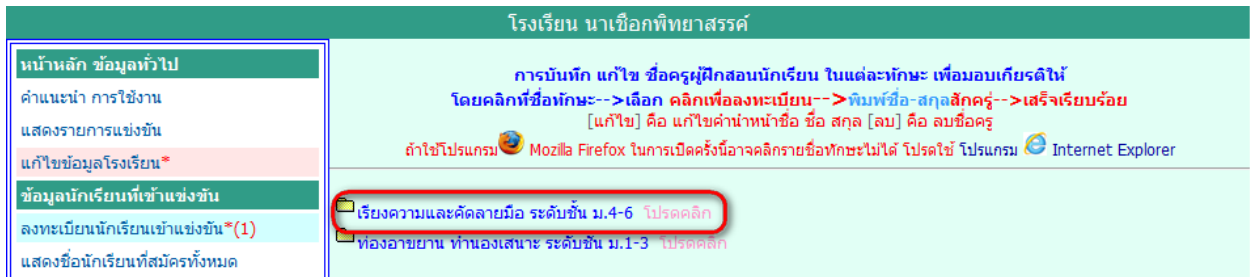 โรงเรียน นาเชือกพิทยาสรรค์
หน้าหลัก ข้อมูลทั่วไป
คำแนะนำ การใช้งาน
แสดงรายการแข่งขัน
แก้ไขข้อมูลโรงเรียน*
ข้อมูลนักเรียนที่เข้าแข่งขัน
ลงทะเบียนนักเรียนเข้าแข่งขัน*(1)
แสดงชื่อนักเรียนที่สมัครทั้งหมด
การบันทึก แก้ไข ชื่อครูผู้ฝึกสอนนักเรียน ในแต่ละทักษะ เพื่อมอบเกียรติให้
โดยคลิกที่ชื่อทักษะ-->เลือก คลิกเพื่อลงทะเบียน-->พิมพ์ชื่อ-สกุลสักครู่-->เสร็จเรียบร้อย
[แก้ไข] คือ แก้ไขคำนำหน้าชื่อ ชื่อ สกุล [ลบ] คือ ลบชื่อครู
ถ้าใช้โปรแกรม Mozilla Firefox ในการเปิดครั้งนี้อาจคลิกรายชื่อทักษะไม่ได้ โปรดใช้ โปรแกรม Internet Explorer
เรียงความและคัดลายมือ ระดับชั้น ม.4-6 โปรดคลิก
ท่องอาขยาน ทำนองเสนาะ ระดับชั้น ม.1-3 โปรดคลิก